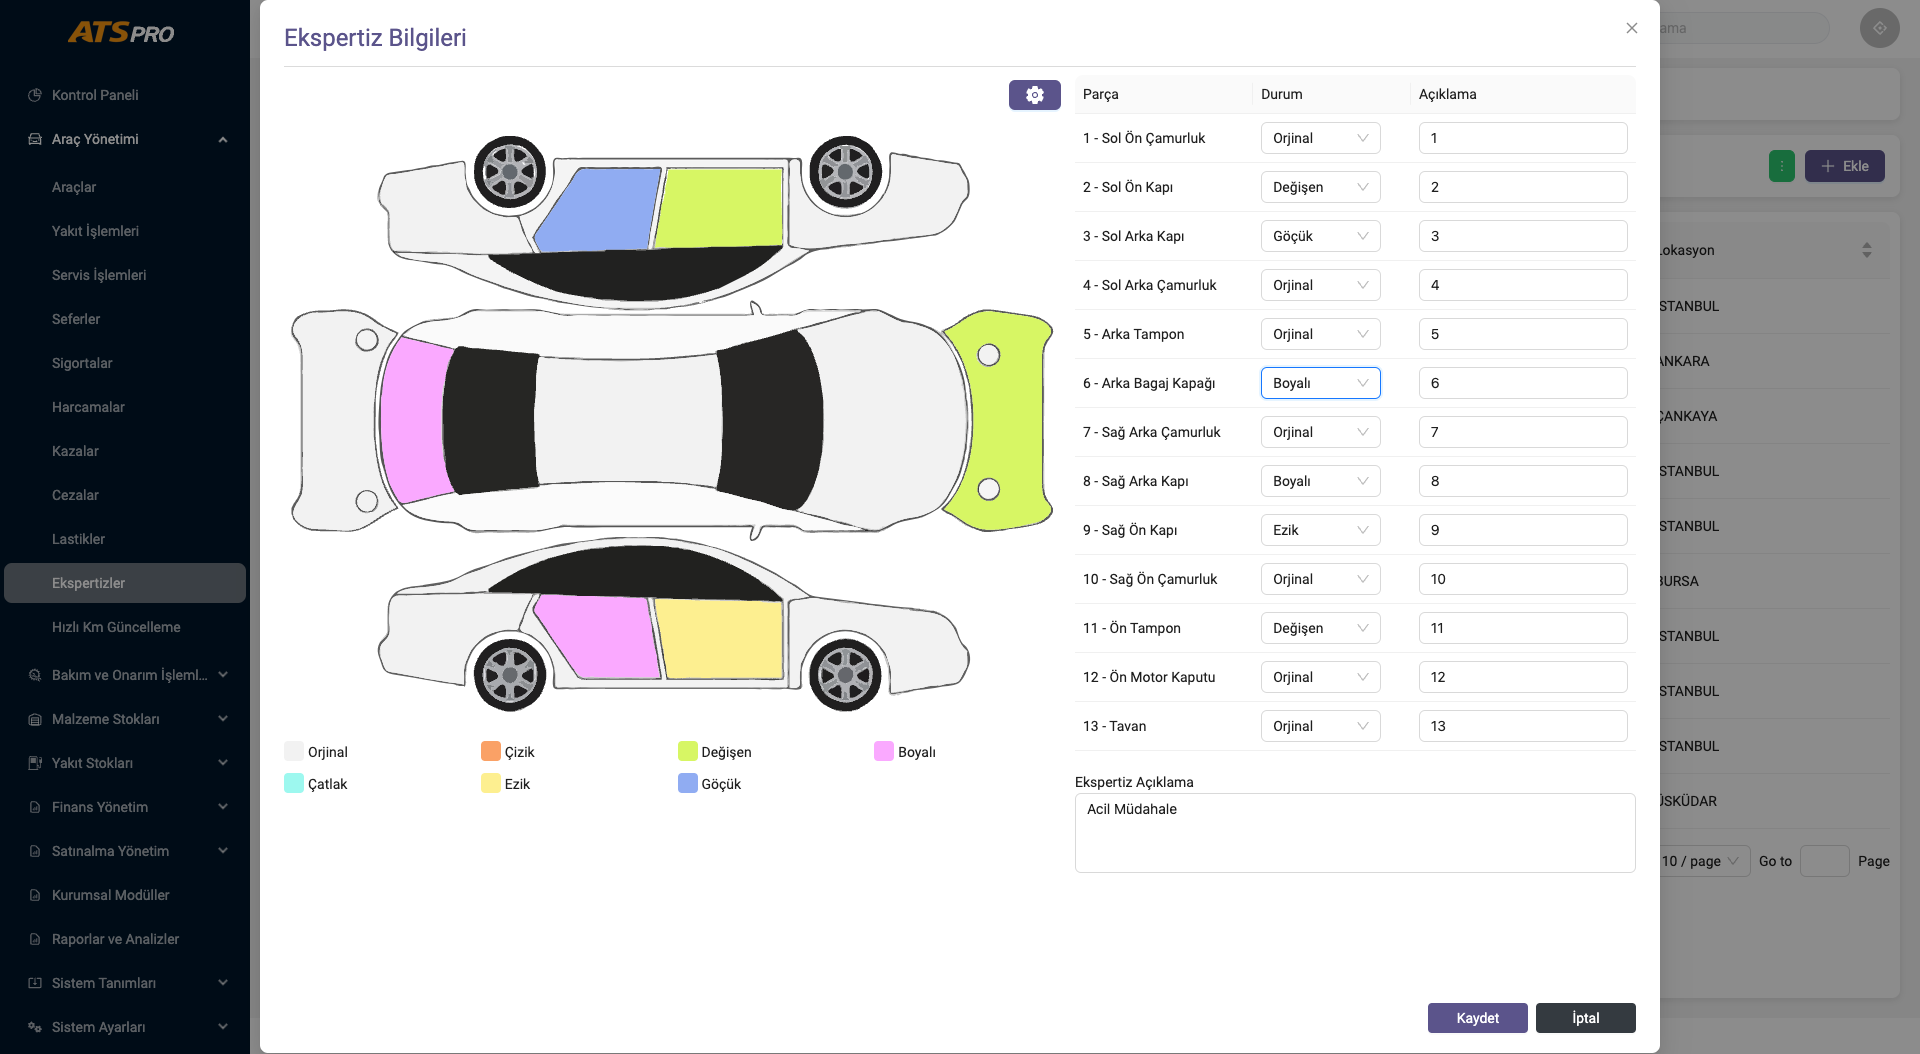 ATSPRO
Kontrol Paneli
Araç Yönetimi
Araçlar
Yakıt İşlemleri
Servis İşlemleri
Seferler
Sigortalar
Harcamalar
Kazalar
Cezalar
Lastikler
Ekspertizler
Hızlı Km Güncelleme
Bakım ve Onarım İşleml...
Malzeme Stokları
Yakıt Stokları
Finans Yönetim
Satınalma Yönetim
Kurumsal Modüller
Raporlar ve Analizler
Sistem Tanımları
Sistem Ayarları
Ekspertiz Bilgileri
Orjinal
Çizik
Değişen
Boyalı
Çatlak
Ezik
Göçük
Parça Durum Açıklama
1 - Sol Ön Çamurluk Orjinal 1
2 - Sol Ön Kapı Değişen 2
3 - Sol Arka Kapı Göçük 3
4 - Sol Arka Çamurluk Orjinal 4
5 - Arka Tampon Orjinal 5
6 - Arka Bagaj Kapağı Boyalı 6
7 - Sağ Arka Çamurluk Orjinal 7
8 - Sağ Arka Kapı Boyalı 8
9 - Sağ Ön Kapı Ezik 9
10 - Sağ Ön Çamurluk Orjinal 10
11 - Ön Tampon Değişen 11
12 - Ön Motor Kaputu Orjinal 12
13 - Tavan Orjinal 13
Ekspertiz Açıklama
Acil Müdahale
Kaydet
İptal
ama
Ekle
Lokasyon
İSTANBUL
ANKARA
ÇANKAYA
İSTANBUL
İSTANBUL
BURSA
İSTANBUL
İSTANBUL
İSTANBUL
ÜSKÜDAR
10 / page Go to Page